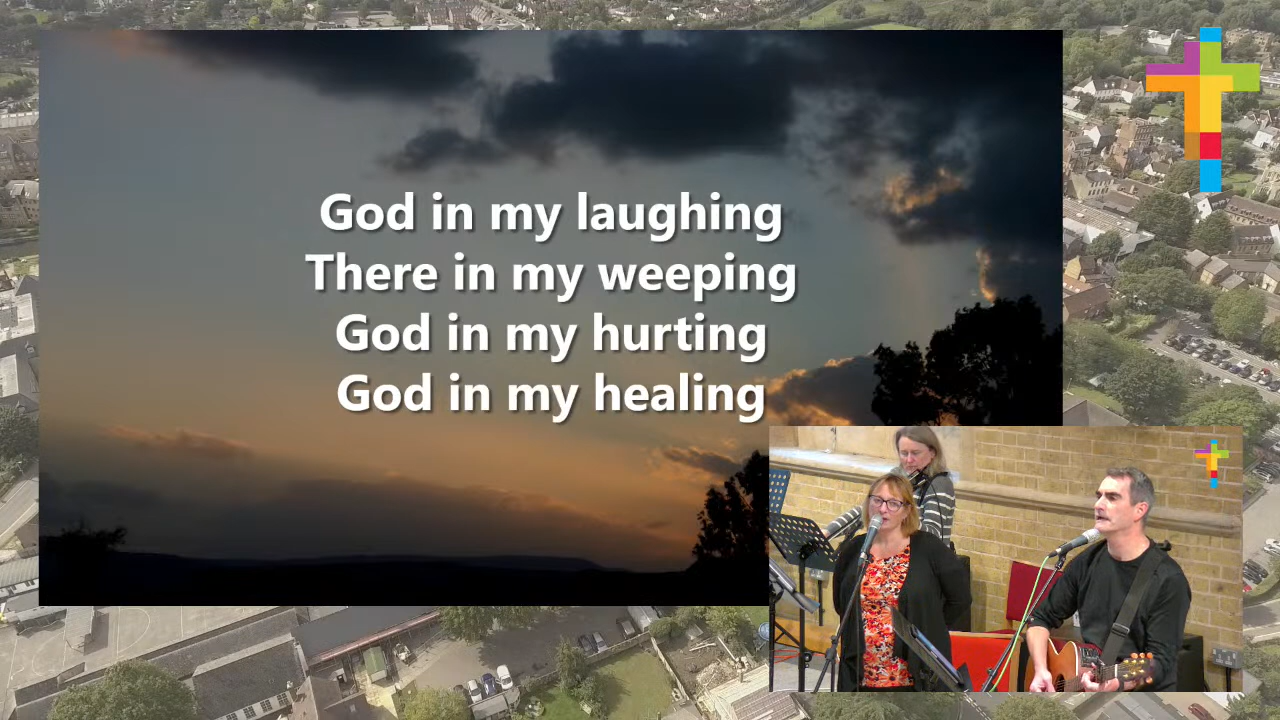 God in my laughing
There in my weeping
God in my hurting
God in my healing